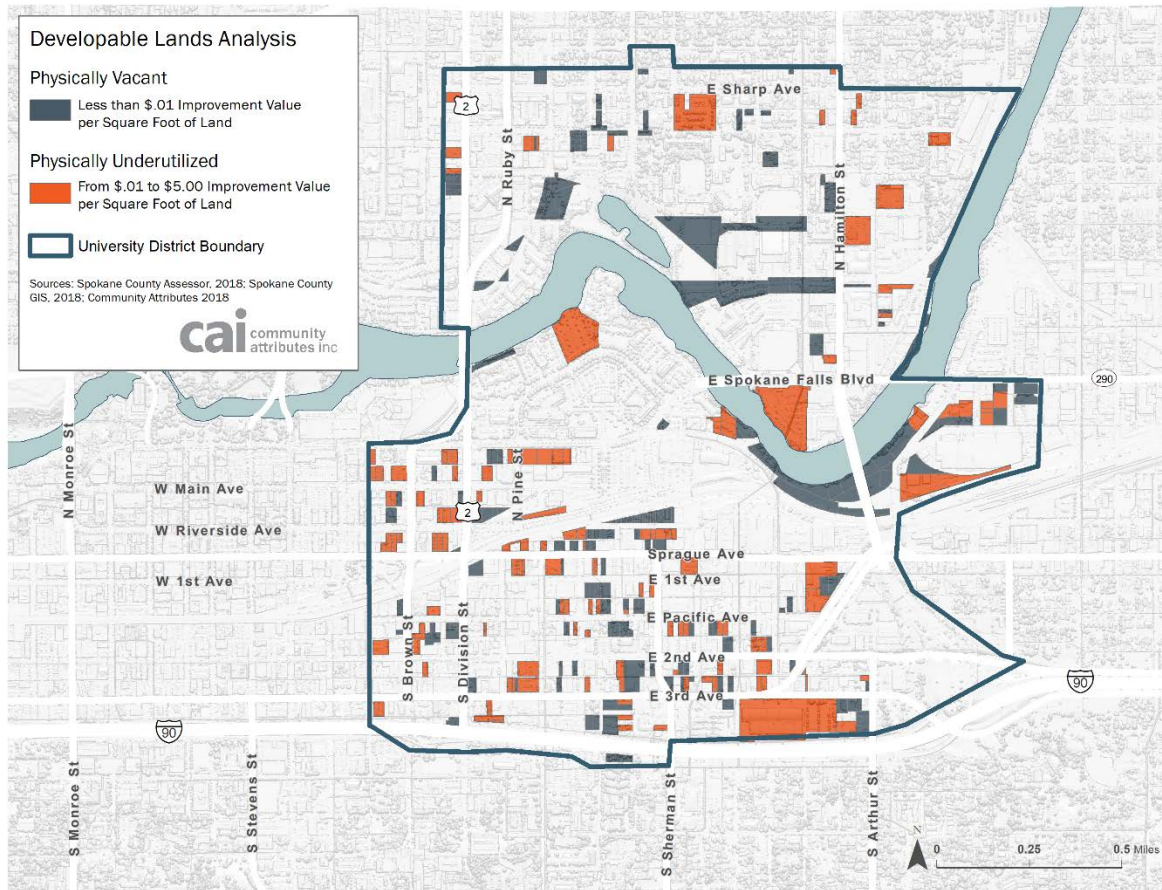 Developable Lands Analysis
Physically Vacant
Less than $.01 Improvement Value
per Square Foot of Land
Physically Underutilized
From $.01 to $5.00 Improvement Value
per Square Foot of Land
University District Boundary
Sources: Spokane County Assessor, 2018; Spokane County
GIS, 2018; Community Attributes 2018
cai community
attributes inc
2
E Sharp Ave
N Ruby St
N Hamilton St
E Spokane Falls Blvd
290
N Monroe St
W Main Ave
N Pine St
2
W Riverside Ave
Sprague Ave
W 1st Ave
E 1st Ave
E Pacific Ave
S Brown St
S Division St
E 2nd Ave
E 3rd Ave
90
90
S Monroe St
S Stevens St
S Sherman St
S Arthur St
N
0 0.25 0.5 Miles